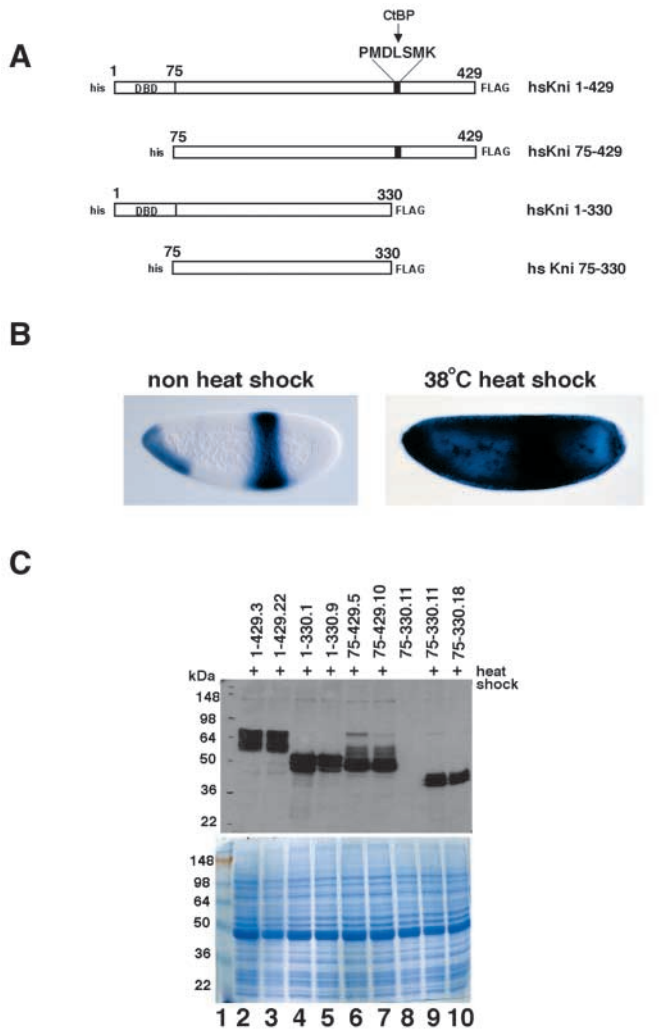 A
CtBP
PMDLSMK
1 75 429
his DBD FLAG hsKni 1-429
75 429
his FLAG hsKni 75-429
1 330
his DBD FLAG hsKni 1-330
75 330
his FLAG hs Kni 75-330
B
non heat shock 38°C heat shock
C
1-429.3 1-429.22 1-330.1 1-330.9 75-429.5 75-429.10 75-330.11 75-330.11 75-330.18
+ + + + + + + + heat shock
kDa
148
98
64
50
36
22
148
98
64
50
36
22
1 2 3 4 5 6 7 8 9 10